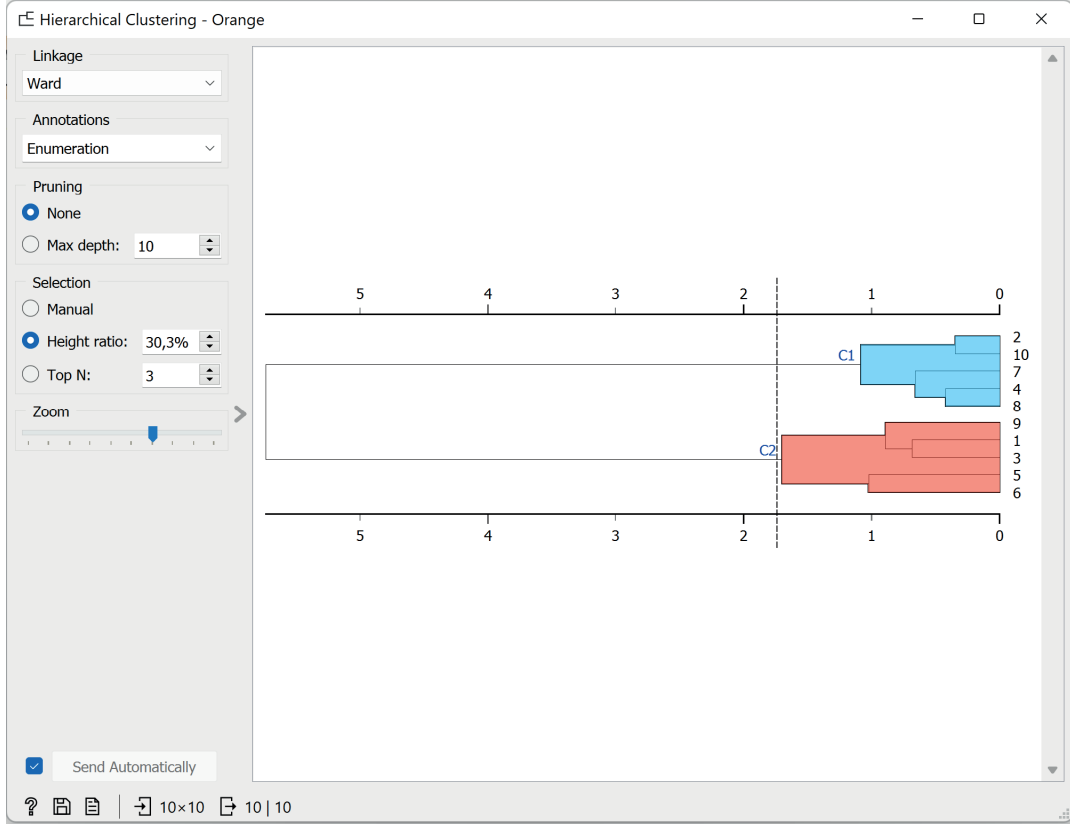 Hierarchical Clustering - Orange
Linkage
Ward
Annotations
Enumeration
Pruning
None
Max depth: 10
Selection
Manual
Height ratio: 30,3%
Top N: 3
Zoom
5 4 3 2 1 0
C1
2
10
7
4
8
C2
9
1
3
5
6
5 4 3 2 1 0
Send Automatically
? 10×10 10 | 10